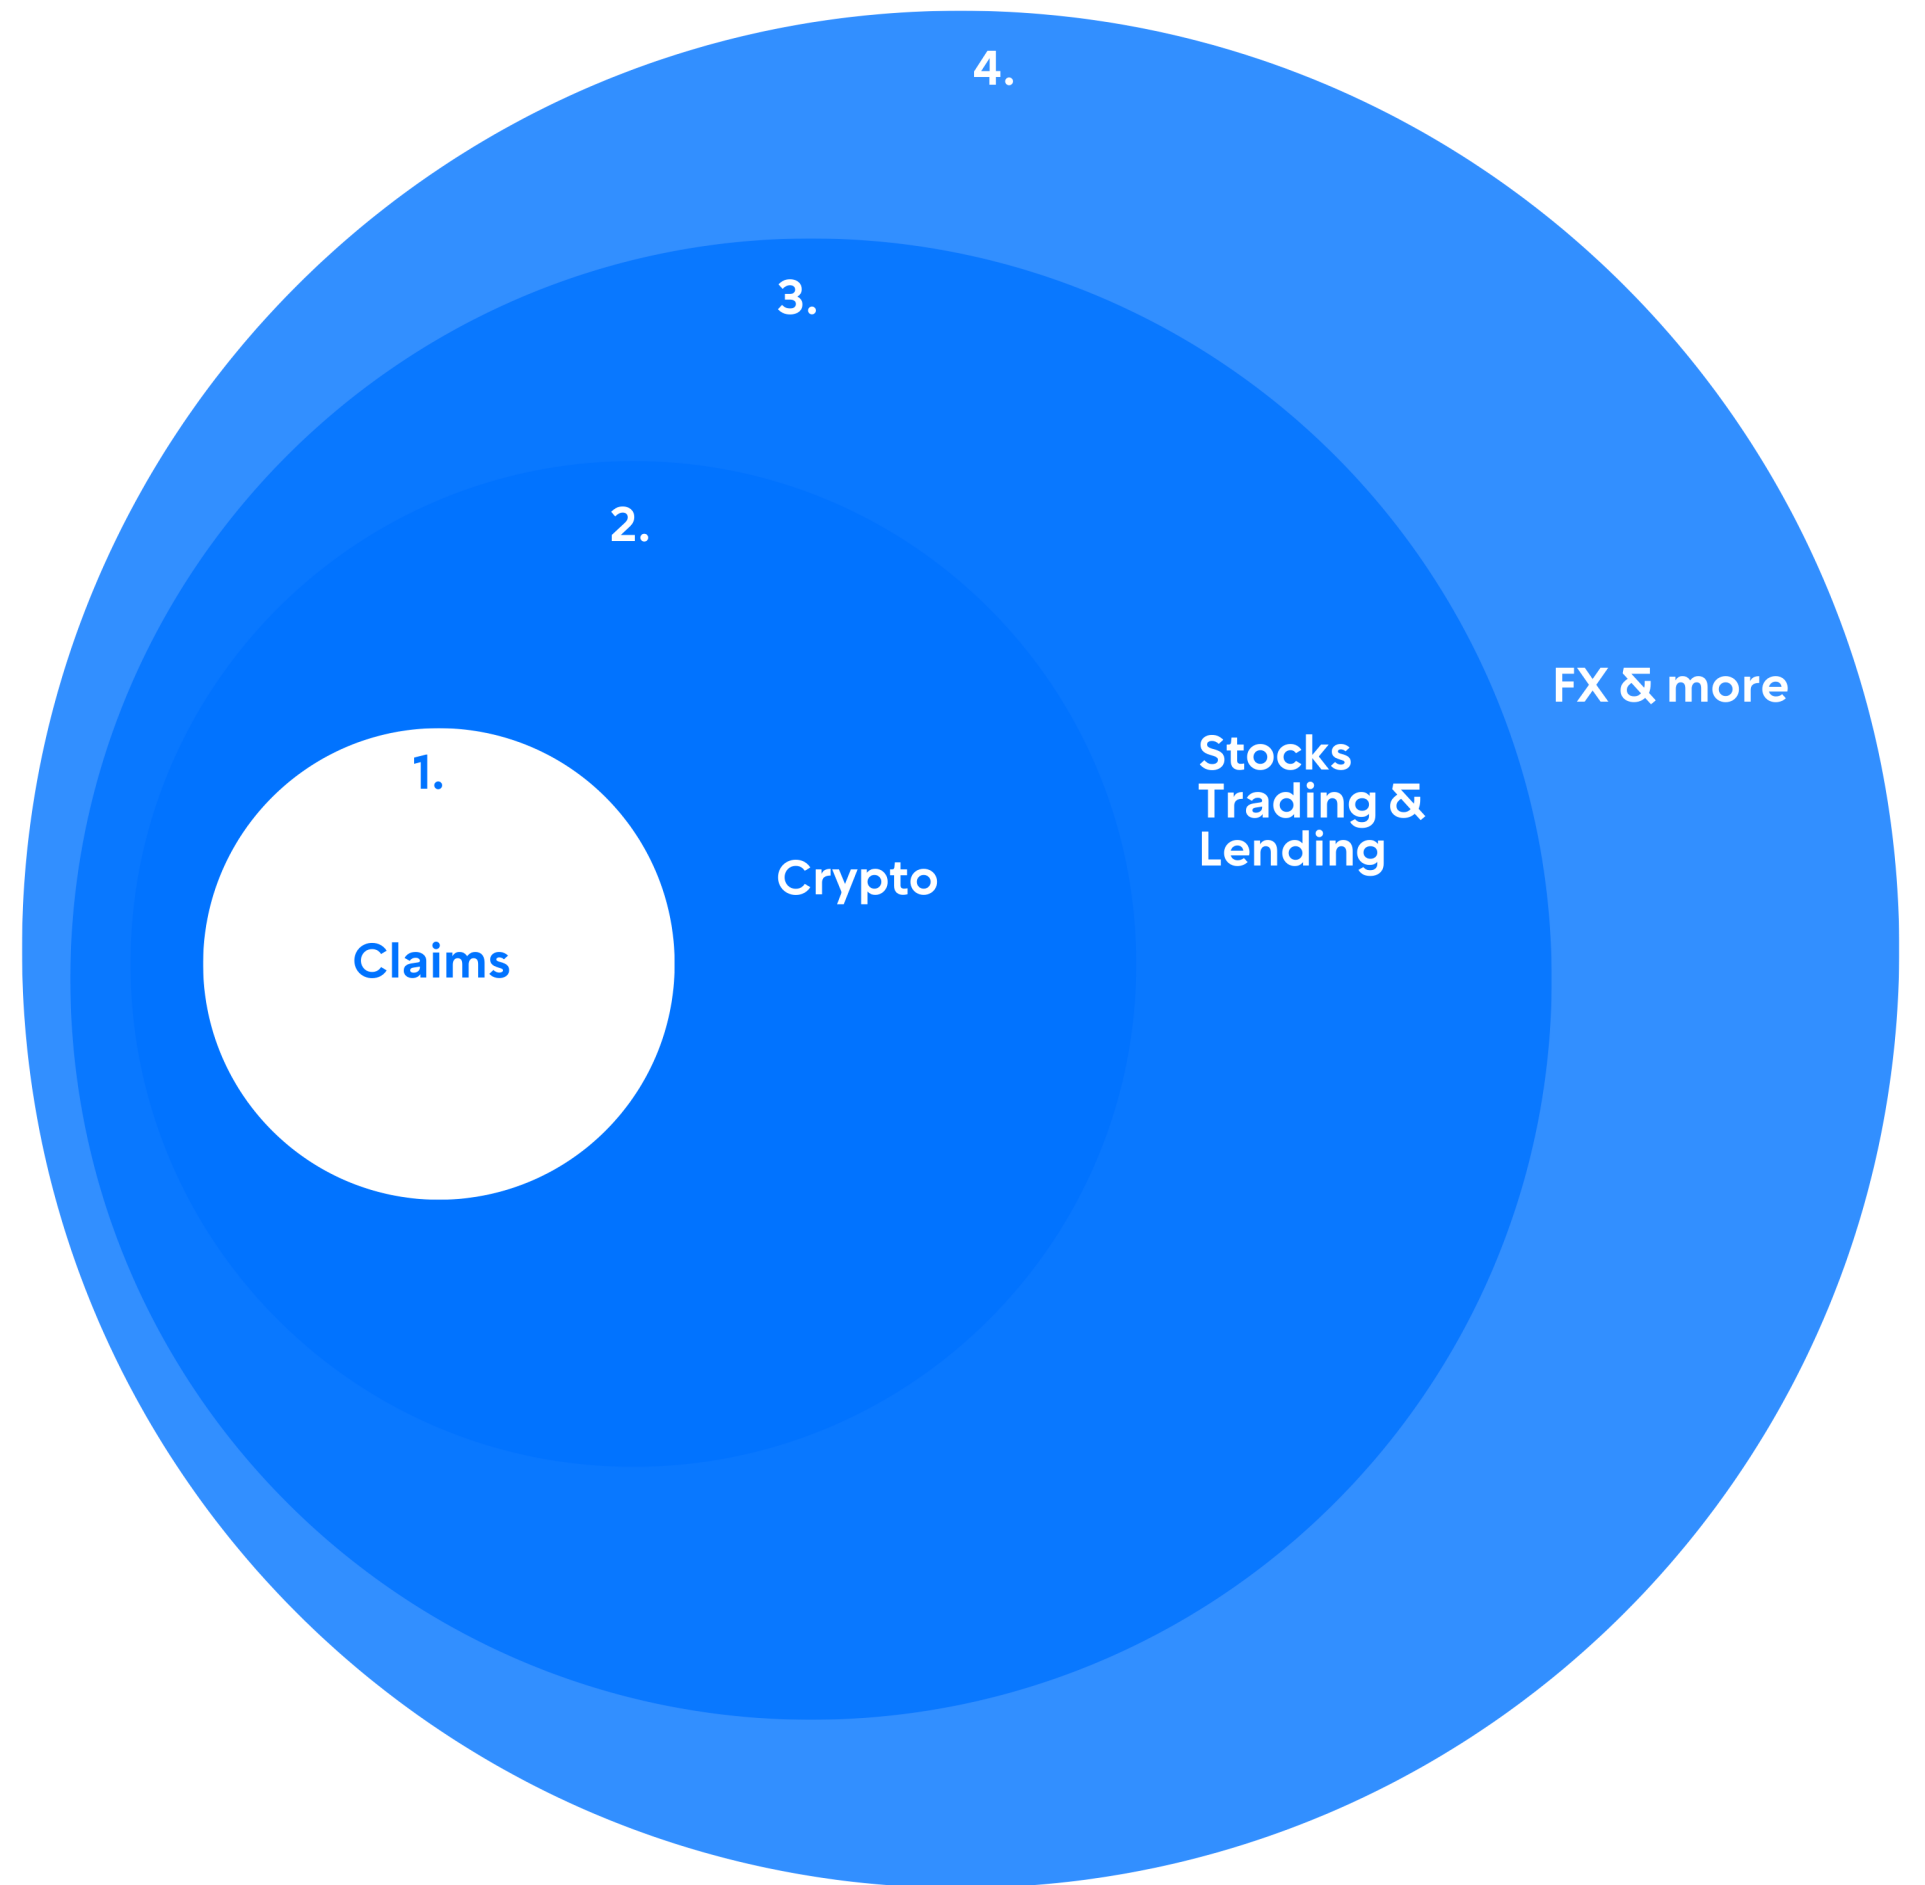 4.
3.
2.
1.
Claims
Crypto
Stocks
Trading &
Lending
FX & more